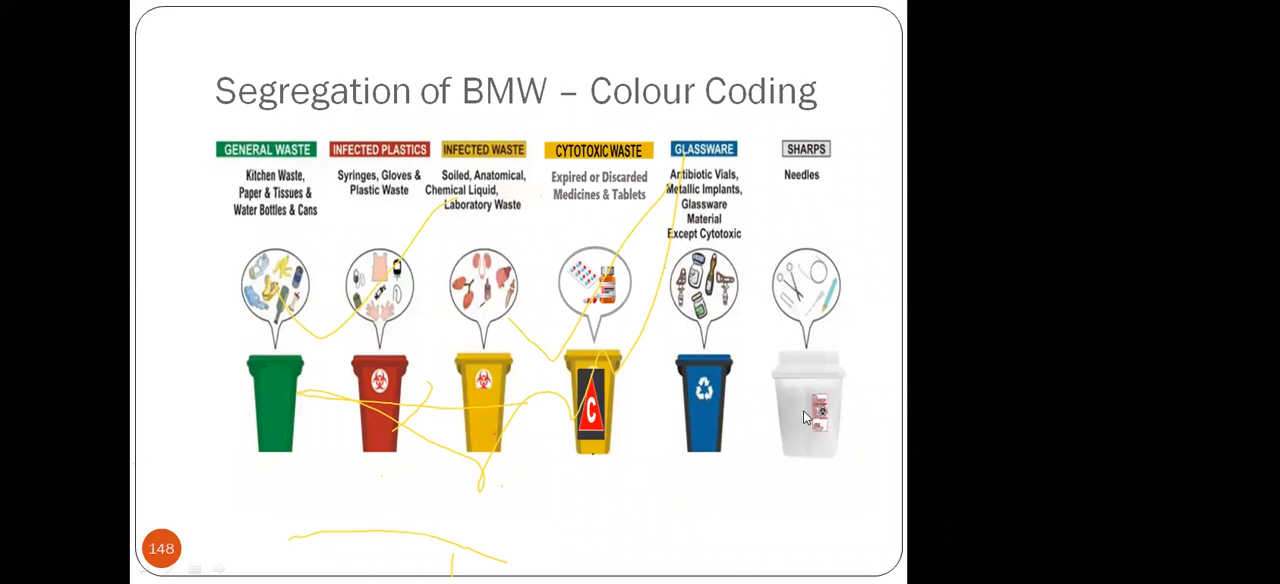 Segregation of BMW – Colour Coding
GENERAL WASTE
Kitchen Waste,
Paper & Tissues &
Water Bottles & Cans
INFECTED PLASTICS
Syringes, Gloves &
Plastic Waste
INFECTED WASTE
Soiled, Anatomical,
Chemical Liquid,
Laboratory Waste
CYTOTOXIC WASTE
Expired or Discarded
Medicines & Tablets
GLASSWARE
Antibiotic Vials,
Metallic Implants,
Glassware
Material
Except Cytotoxic
SHARPS
Needles
C
148